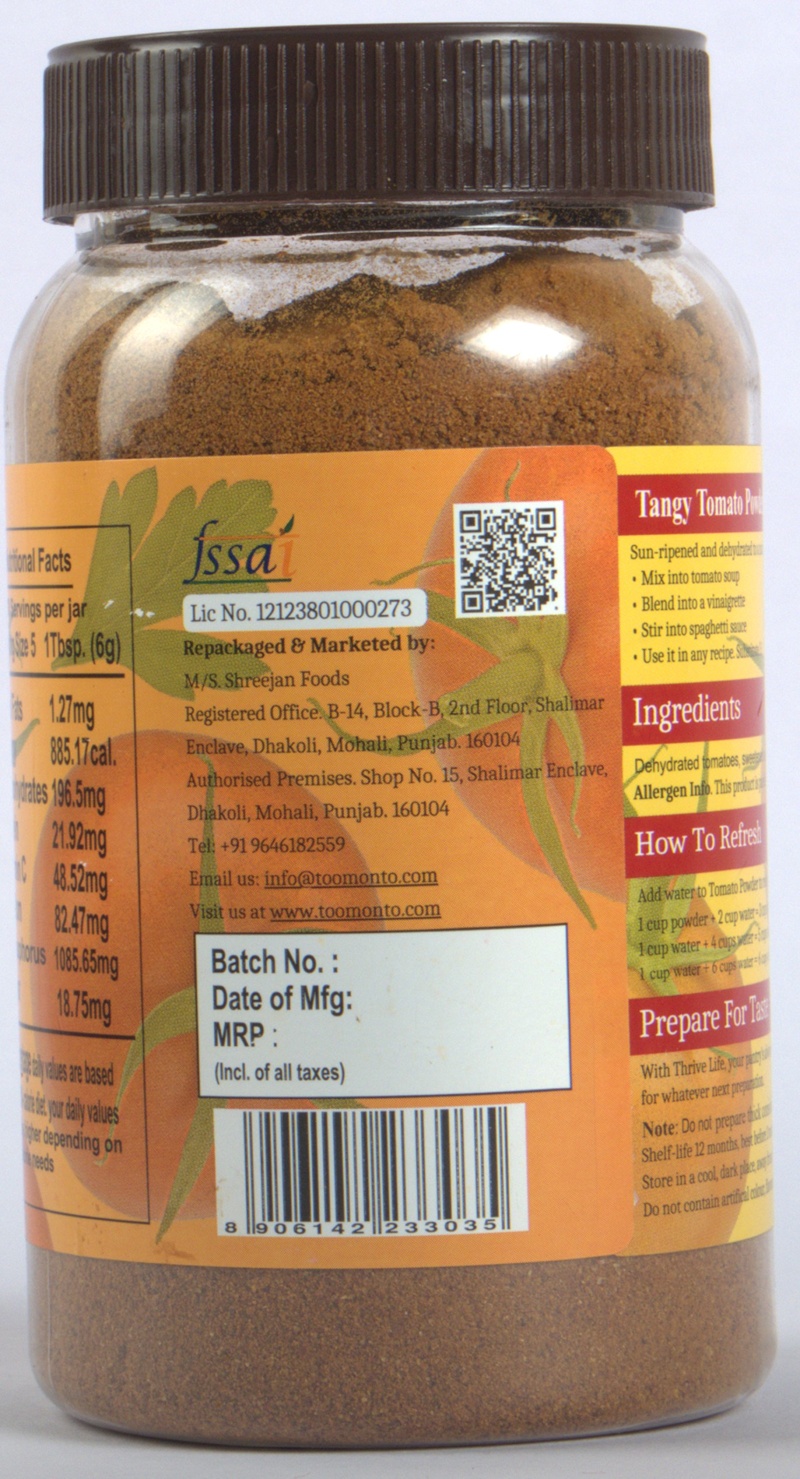 Facts
Servings per jar
Size 5 1Tbsp. (6g)
1.27mg
885.17cal.
196.5mg
21.92mg
C 48.52mg
82.47mg
1085.65mg
18.75mg
daily values are based
diet. your daily values
depending on
needs
fssai
Lic No. 12123801000273
Repackaged & Marketed by:
M/S. Shreejan Foods
Registered Office. B-14, Block-B, 2nd Floor, Shalimar
Enclave, Dhakoli, Mohali, Punjab. 160104
Authorised Premises. Shop No. 15, Shalimar Enclave,
Dhakoli, Mohali, Punjab. 160104
Tel: +91 9646182559
Email us: info@toomonto.com
Visit us at www.toomonto.com
Batch No. :
Date of Mfg:
MRP :
(Incl. of all taxes)
8 906142 233035
Tangy Tomato
Sun-ripened and dehydrated
• Mix into tomato soup
• Blend into a vinaigrette
• Stir into spaghetti sauce
• Use it in any recipe.
Ingredients
Dehydrated tomatoes,
Allergen Info. This product
How To Refresh
Add water to Tomato Powder
1 cup powder + 2 cup water =
1 cup water + 4 cups water =
1 cup water + 6 cups water =
Prepare For
With Thrive Life, your pantry
for whatever next preparation.
Note: Do not prepare thick
Shelf-life 12 months, best before
Store in a cool, dark place, away
Do not contain artificial colour,